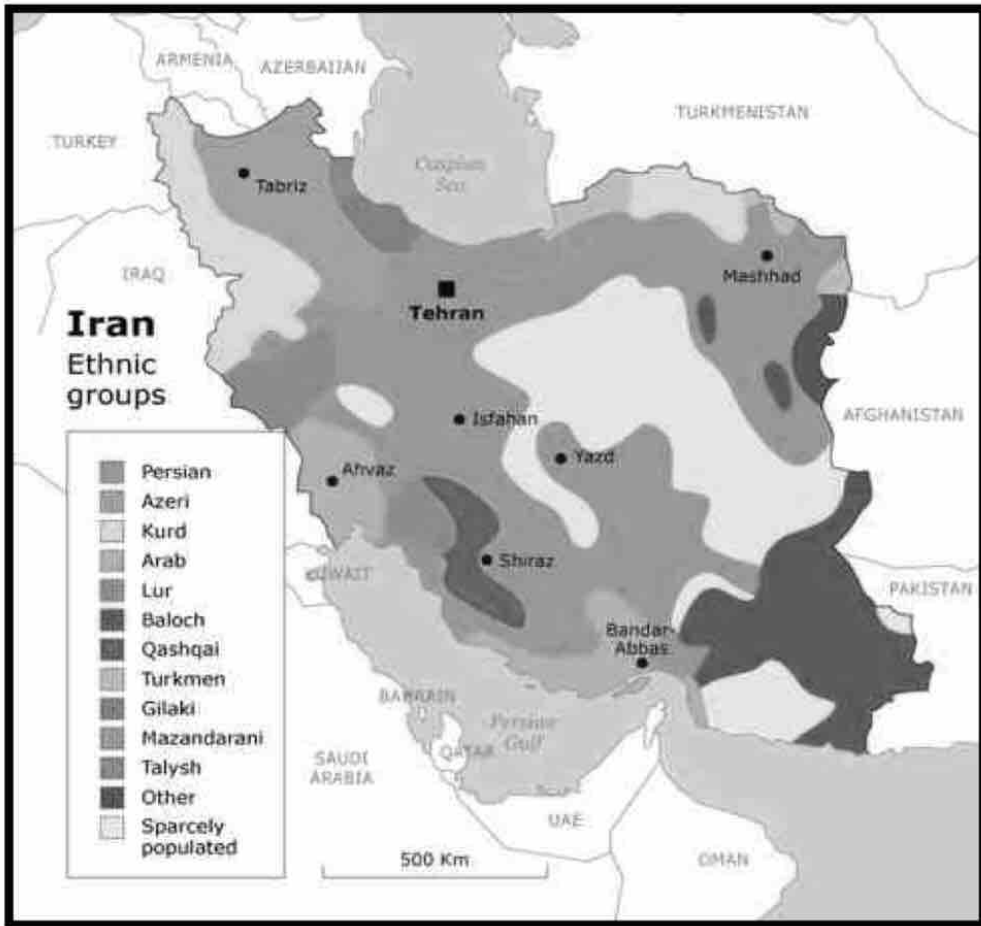 ARMENIA
AZERBAIJAN
TURKMENISTAN
TURKEY
Caspian
Sea
Tabriz
Mashhad
IRAQ
Tehran
Iran
Ethnic
groups
AFGHANISTAN
Isfahan
Yazd
Ahvaz
Persian
Azeri
Kurd
Arab
Lur
Baloch
Qashqai
Turkmen
Gilaki
Mazandarani
Talysh
Other
Sparcely
populated
Shiraz
KUWAIT
PAKISTAN
Bandar-
Abbas
BAHRAIN
Persian
Gulf
QATAR
SAUDI
ARABIA
UAE
OMAN
500 Km